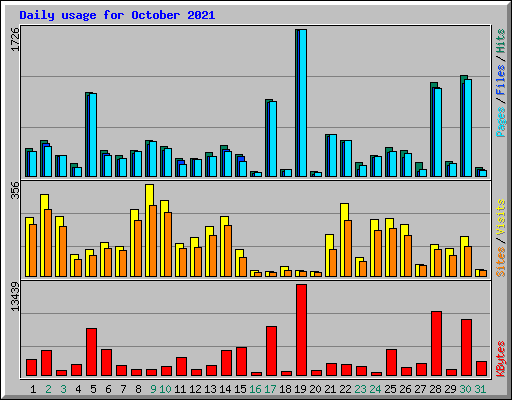 Daily usage for October 2021
1726
Pages / Files / Hits
356
Sites / Visits
13439
KBytes
1 2 3 4 5 6 7 8 9 10 11 12 13 14 15 16 17 18 19 20 21 22 23 24 25 26 27 28 29 30 31